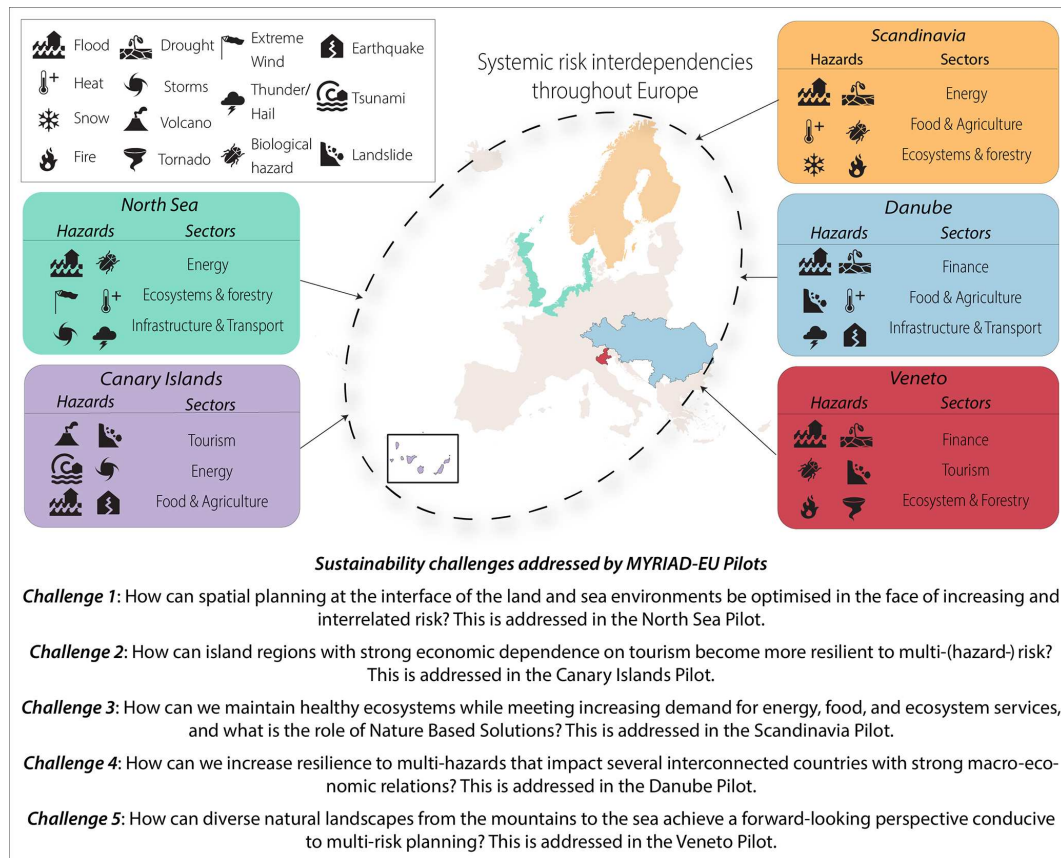 Flood
Drought
Extreme
Wind
Earthquake
Heat
Storms
Thunder/
Hail
Tsunami
Snow
Volcano
Biological
hazard
Landslide
Fire
Tornado
Systemic risk interdependencies
throughout Europe
Scandinavia
Hazards Sectors
Energy
Food & Agriculture
Ecosystems & forestry
North Sea
Hazards Sectors
Energy
Ecosystems & forestry
Infrastructure & Transport
Danube
Hazards Sectors
Finance
Food & Agriculture
Infrastructure & Transport
Canary Islands
Hazards Sectors
Tourism
Energy
Food & Agriculture
Veneto
Hazards Sectors
Finance
Tourism
Ecosystem & Forestry
Sustainability challenges addressed by MYRIAD-EU Pilots
Challenge 1: How can spatial planning at the interface of the land and sea environments be optimised in the face of increasing and
interrelated risk? This is addressed in the North Sea Pilot.
Challenge 2: How can island regions with strong economic dependence on tourism become more resilient to multi-(hazard-) risk?
This is addressed in the Canary Islands Pilot.
Challenge 3: How can we maintain healthy ecosystems while meeting increasing demand for energy, food, and ecosystem services,
and what is the role of Nature Based Solutions? This is addressed in the Scandinavia Pilot.
Challenge 4: How can we increase resilience to multi-hazards that impact several interconnected countries with strong macro-eco-
nomic relations? This is addressed in the Danube Pilot.
Challenge 5: How can diverse natural landscapes from the mountains to the sea achieve a forward-looking perspective conducive
to multi-risk planning? This is addressed in the Veneto Pilot.